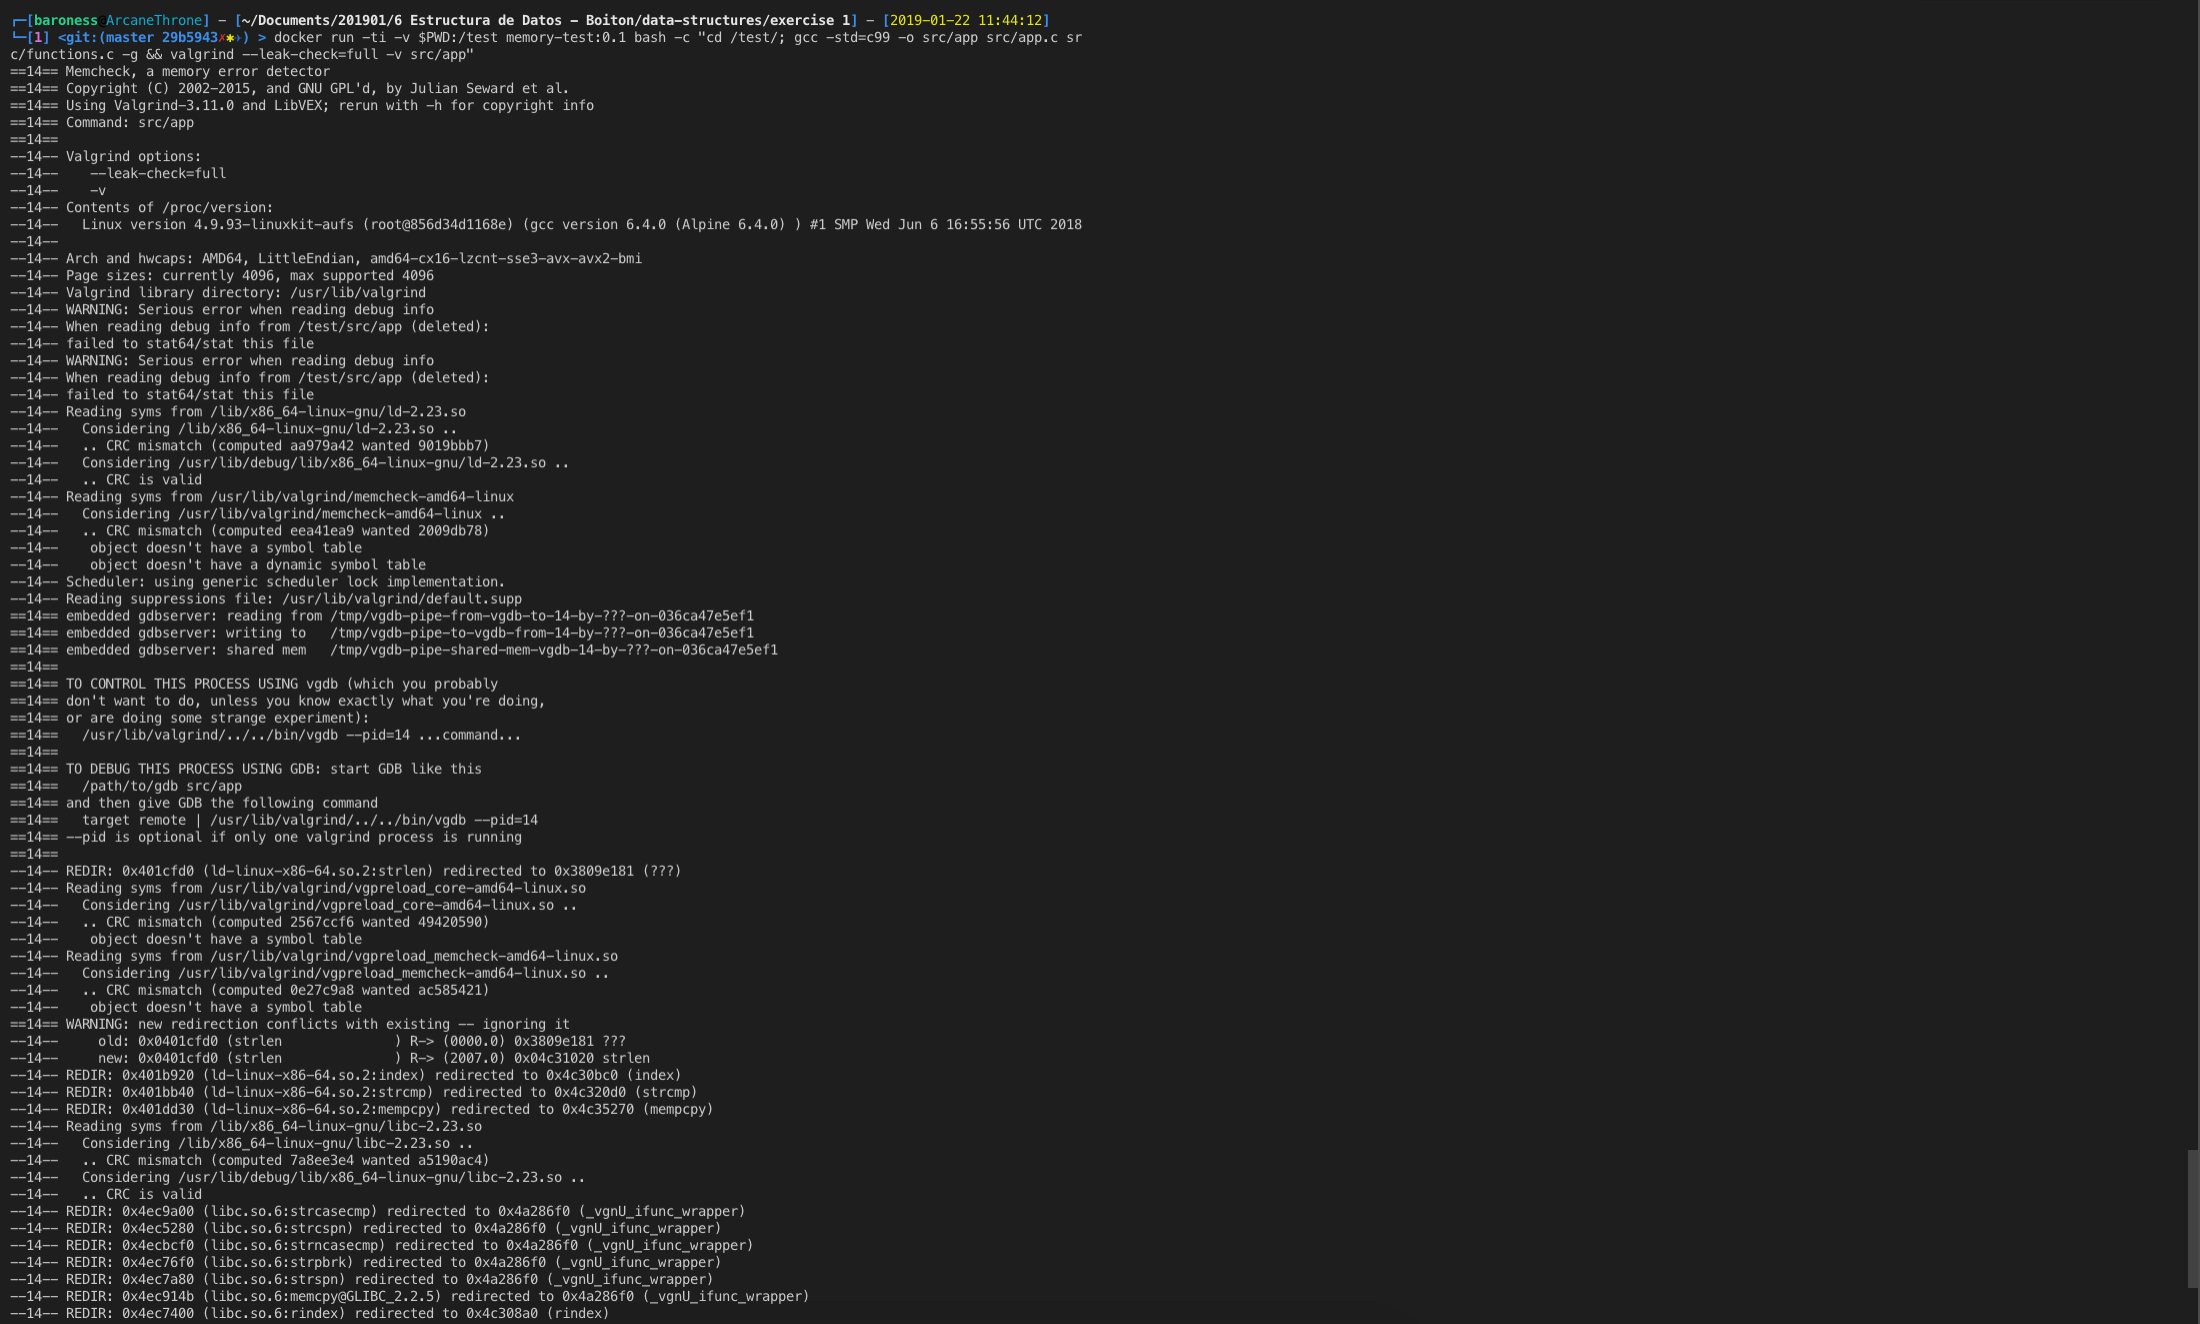 ┌─[baroness@ArcaneThrone] – [~/Documents/201901/6 Estructura de Datos – Boiton/data-structures/exercise 1] – [2019-01-22 11:44:12]
└─[1] <git:(master 29b5943✗✱✈) > docker run -ti -v $PWD:/test memory-test:0.1 bash -c "cd /test/; gcc -std=c99 -o src/app src/app.c sr
c/functions.c -g && valgrind --leak-check=full -v src/app"
==14== Memcheck, a memory error detector
==14== Copyright (C) 2002-2015, and GNU GPL'd, by Julian Seward et al.
==14== Using Valgrind-3.11.0 and LibVEX; rerun with -h for copyright info
==14== Command: src/app
==14==
--14-- Valgrind options:
--14--    --leak-check=full
--14--    -v
--14-- Contents of /proc/version:
--14--   Linux version 4.9.93-linuxkit-aufs (root@856d34d1168e) (gcc version 6.4.0 (Alpine 6.4.0) ) #1 SMP Wed Jun 6 16:55:56 UTC 2018
--14--
--14-- Arch and hwcaps: AMD64, LittleEndian, amd64-cx16-lzcnt-sse3-avx-avx2-bmi
--14-- Page sizes: currently 4096, max supported 4096
--14-- Valgrind library directory: /usr/lib/valgrind
--14-- WARNING: Serious error when reading debug info
--14-- When reading debug info from /test/src/app (deleted):
--14-- failed to stat64/stat this file
--14-- WARNING: Serious error when reading debug info
--14-- When reading debug info from /test/src/app (deleted):
--14-- failed to stat64/stat this file
--14-- Reading syms from /lib/x86_64-linux-gnu/ld-2.23.so
--14--   Considering /lib/x86_64-linux-gnu/ld-2.23.so ..
--14--   .. CRC mismatch (computed aa979a42 wanted 9019bbb7)
--14--   Considering /usr/lib/debug/lib/x86_64-linux-gnu/ld-2.23.so ..
--14--   .. CRC is valid
--14-- Reading syms from /usr/lib/valgrind/memcheck-amd64-linux
--14--   Considering /usr/lib/valgrind/memcheck-amd64-linux ..
--14--   .. CRC mismatch (computed eea41ea9 wanted 2009db78)
--14--    object doesn't have a symbol table
--14--    object doesn't have a dynamic symbol table
--14-- Scheduler: using generic scheduler lock implementation.
--14-- Reading suppressions file: /usr/lib/valgrind/default.supp
==14== embedded gdbserver: reading from /tmp/vgdb-pipe-from-vgdb-to-14-by-???-on-036ca47e5ef1
==14== embedded gdbserver: writing to   /tmp/vgdb-pipe-to-vgdb-from-14-by-???-on-036ca47e5ef1
==14== embedded gdbserver: shared mem   /tmp/vgdb-pipe-shared-mem-vgdb-14-by-???-on-036ca47e5ef1
==14==
==14== TO CONTROL THIS PROCESS USING vgdb (which you probably
==14== don't want to do, unless you know exactly what you're doing,
==14== or are doing some strange experiment):
==14==   /usr/lib/valgrind/../../bin/vgdb --pid=14 ...command...
==14==
==14== TO DEBUG THIS PROCESS USING GDB: start GDB like this
==14==   /path/to/gdb src/app
==14== and then give GDB the following command
==14==   target remote | /usr/lib/valgrind/../../bin/vgdb --pid=14
==14== --pid is optional if only one valgrind process is running
==14==
--14-- REDIR: 0x401cfd0 (ld-linux-x86-64.so.2:strlen) redirected to 0x3809e181 (???)
--14-- Reading syms from /usr/lib/valgrind/vgpreload_core-amd64-linux.so
--14--   Considering /usr/lib/valgrind/vgpreload_core-amd64-linux.so ..
--14--   .. CRC mismatch (computed 2567ccf6 wanted 49420590)
--14--    object doesn't have a symbol table
--14-- Reading syms from /usr/lib/valgrind/vgpreload_memcheck-amd64-linux.so
--14--   Considering /usr/lib/valgrind/vgpreload_memcheck-amd64-linux.so ..
--14--   .. CRC mismatch (computed 0e27c9a8 wanted ac585421)
--14--    object doesn't have a symbol table
==14== WARNING: new redirection conflicts with existing -- ignoring it
--14--     old: 0x0401cfd0 (strlen              ) R-> (0000.0) 0x3809e181 ???
--14--     new: 0x0401cfd0 (strlen              ) R-> (2007.0) 0x04c31020 strlen
--14-- REDIR: 0x401b920 (ld-linux-x86-64.so.2:index) redirected to 0x4c30bc0 (index)
--14-- REDIR: 0x401bb40 (ld-linux-x86-64.so.2:strcmp) redirected to 0x4c320d0 (strcmp)
--14-- REDIR: 0x401dd30 (ld-linux-x86-64.so.2:mempcpy) redirected to 0x4c35270 (mempcpy)
--14-- Reading syms from /lib/x86_64-linux-gnu/libc-2.23.so
--14--   Considering /lib/x86_64-linux-gnu/libc-2.23.so ..
--14--   .. CRC mismatch (computed 7a8ee3e4 wanted a5190ac4)
--14--   Considering /usr/lib/debug/lib/x86_64-linux-gnu/libc-2.23.so ..
--14--   .. CRC is valid
--14-- REDIR: 0x4ec9a00 (libc.so.6:strcasecmp) redirected to 0x4a286f0 (_vgnU_ifunc_wrapper)
--14-- REDIR: 0x4ec5280 (libc.so.6:strcspn) redirected to 0x4a286f0 (_vgnU_ifunc_wrapper)
--14-- REDIR: 0x4ecbcf0 (libc.so.6:strncasecmp) redirected to 0x4a286f0 (_vgnU_ifunc_wrapper)
--14-- REDIR: 0x4ec76f0 (libc.so.6:strpbrk) redirected to 0x4a286f0 (_vgnU_ifunc_wrapper)
--14-- REDIR: 0x4ec7a80 (libc.so.6:strspn) redirected to 0x4a286f0 (_vgnU_ifunc_wrapper)
--14-- REDIR: 0x4ec914b (libc.so.6:memcpy@GLIBC_2.2.5) redirected to 0x4a286f0 (_vgnU_ifunc_wrapper)
--14-- REDIR: 0x4ec7400 (libc.so.6:rindex) redirected to 0x4c308a0 (rindex)